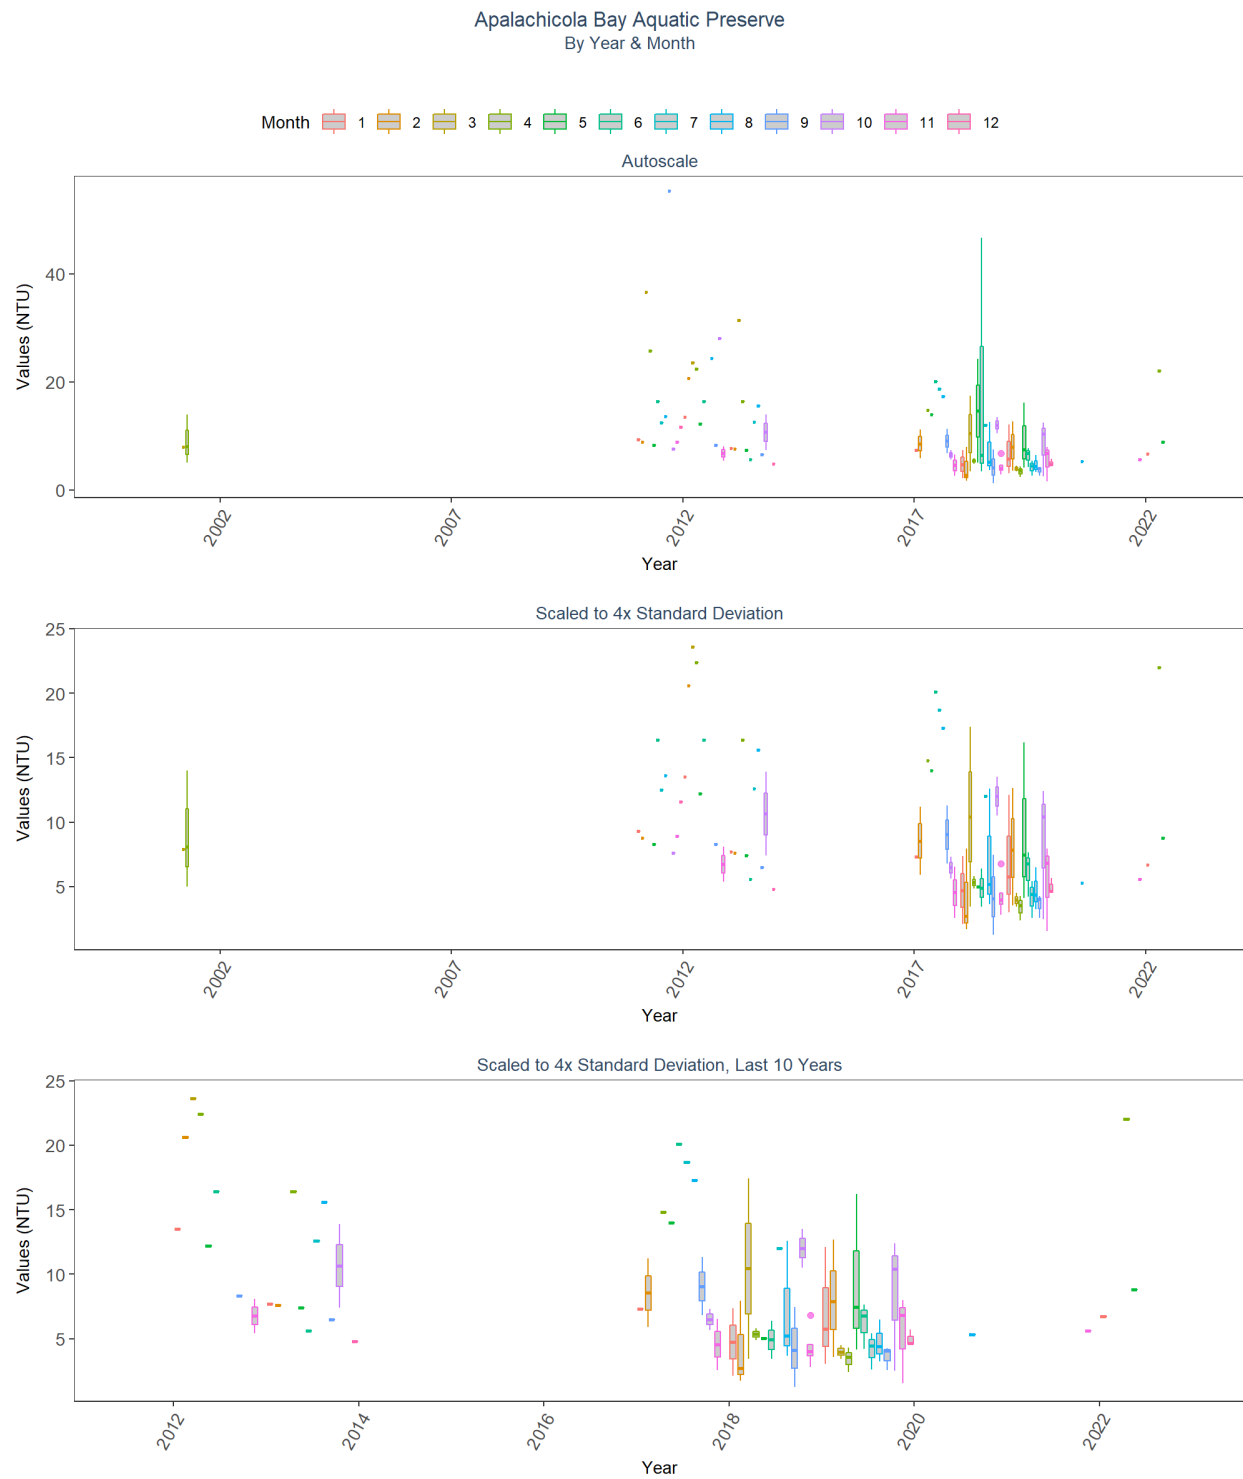 Apalachicola Bay Aquatic Preserve
By Year & Month
Month 1 2 3 4 5 6 7 8 9 10 11 12
Autoscale
Values (NTU)
40
20
0
2002 2007 2012 2017 2022
Year
Scaled to 4x Standard Deviation
Values (NTU)
25
20
15
10
5
2002 2007 2012 2017 2022
Year
Scaled to 4x Standard Deviation, Last 10 Years
Values (NTU)
25
20
15
10
5
2012 2014 2016 2018 2020 2022
Year